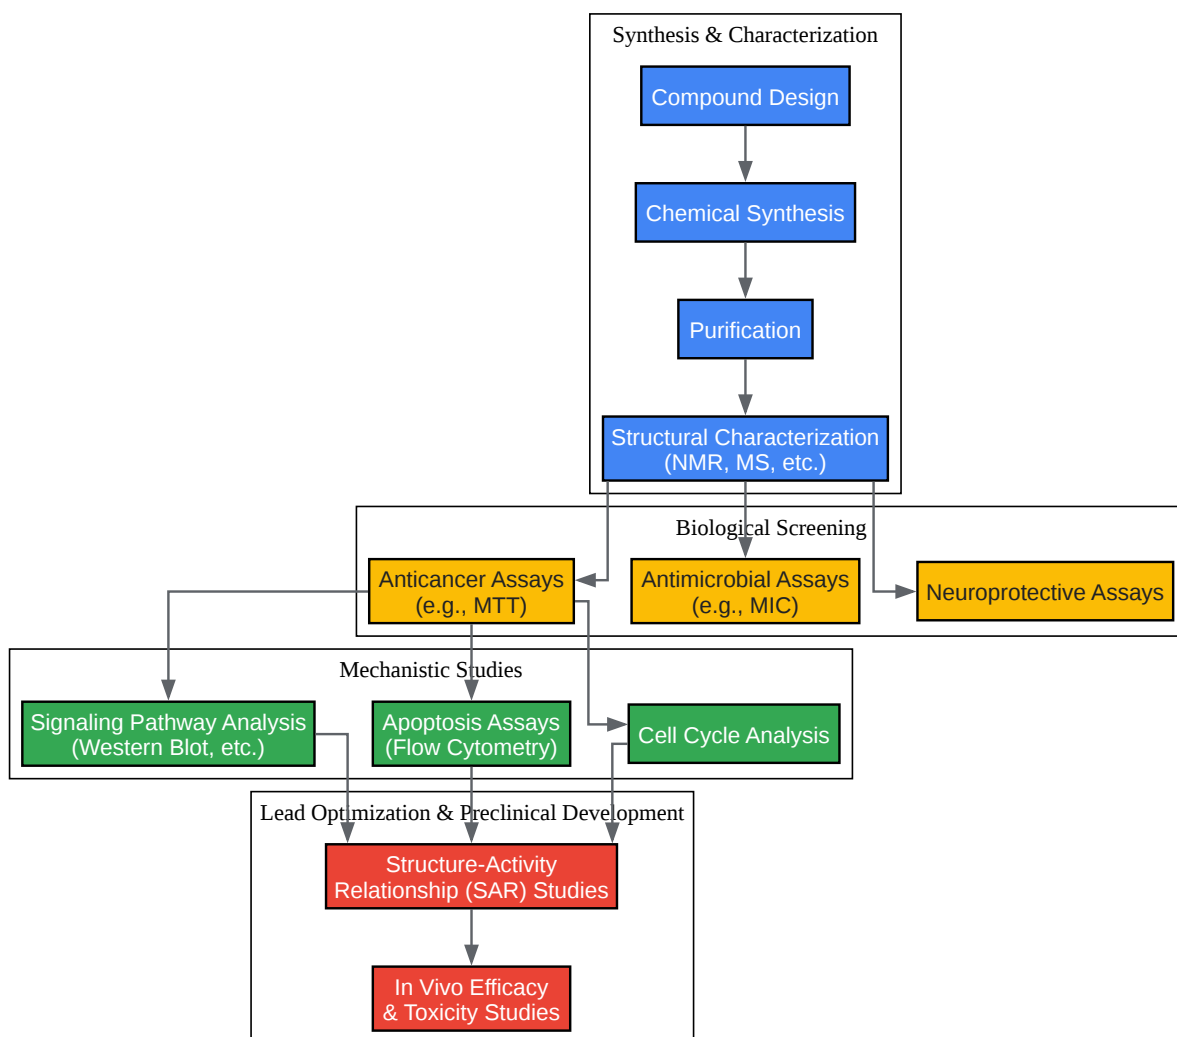 Synthesis & Characterization
Compound Design
Chemical Synthesis
Purification
Structural Characterization
(NMR, MS, etc.)
Biological Screening
Anticancer Assays
(e.g., MTT)
Antimicrobial Assays
(e.g., MIC)
Neuroprotective Assays
Mechanistic Studies
Signaling Pathway Analysis
(Western Blot, etc.)
Apoptosis Assays
(Flow Cytometry)
Cell Cycle Analysis
Lead Optimization & Preclinical Development
Structure-Activity
Relationship (SAR) Studies
In Vivo Efficacy
& Toxicity Studies